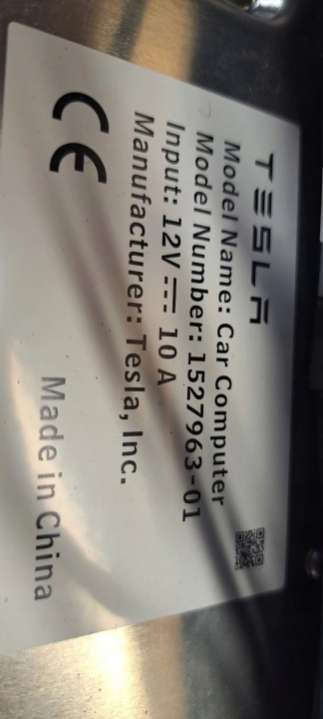 TESLA
Model Name: Car Computer
Model Number: 1527963-01
Input: 12V ⎓ 10 A
Manufacturer: Tesla, Inc.
CE
Made in China